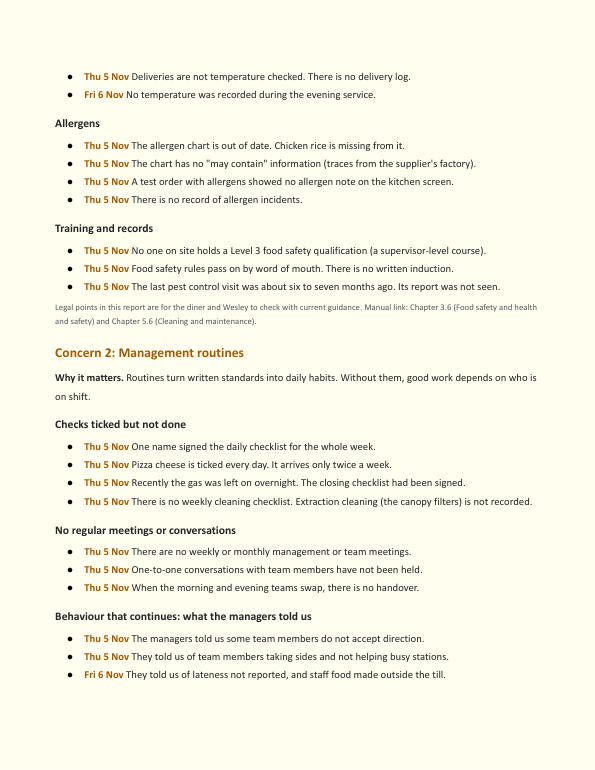 ● Thu 5 Nov Deliveries are not temperature checked. There is no delivery log.
● Fri 6 Nov No temperature was recorded during the evening service.
Allergens
● Thu 5 Nov The allergen chart is out of date. Chicken rice is missing from it.
● Thu 5 Nov The chart has no "may contain" information (traces from the supplier's factory).
● Thu 5 Nov A test order with allergens showed no allergen note on the kitchen screen.
● Thu 5 Nov There is no record of allergen incidents.
Training and records
● Thu 5 Nov No one on site holds a Level 3 food safety qualification (a supervisor-level course).
● Thu 5 Nov Food safety rules pass on by word of mouth. There is no written induction.
● Thu 5 Nov The last pest control visit was about six to seven months ago. Its report was not seen.
Legal points in this report are for the diner and Wesley to check with current guidance. Manual link: Chapter 3.6 (Food safety and health
and safety) and Chapter 5.6 (Cleaning and maintenance).
Concern 2: Management routines
Why it matters. Routines turn written standards into daily habits. Without them, good work depends on who is
on shift.
Checks ticked but not done
● Thu 5 Nov One name signed the daily checklist for the whole week.
● Thu 5 Nov Pizza cheese is ticked every day. It arrives only twice a week.
● Thu 5 Nov Recently the gas was left on overnight. The closing checklist had been signed.
● Thu 5 Nov There is no weekly cleaning checklist. Extraction cleaning (the canopy filters) is not recorded.
No regular meetings or conversations
● Thu 5 Nov There are no weekly or monthly management or team meetings.
● Thu 5 Nov One-to-one conversations with team members have not been held.
● Thu 5 Nov When the morning and evening teams swap, there is no handover.
Behaviour that continues: what the managers told us
● Thu 5 Nov The managers told us some team members do not accept direction.
● Thu 5 Nov They told us of team members taking sides and not helping busy stations.
● Fri 6 Nov They told us of lateness not reported, and staff food made outside the till.